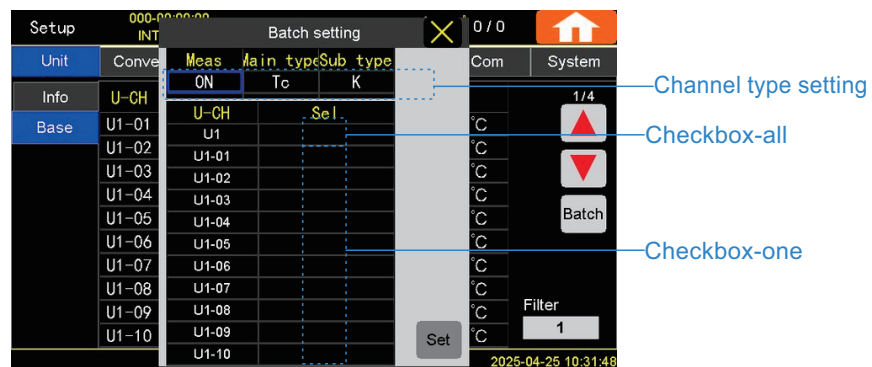 Setup
000-00:00:00
INT
Batch setting
0 / 0
Unit
Conve
Com
System
Meas Main type Sub type
ON Tc K
Channel type setting
Info
U-CH
1/4
U-CH Sel
Base
U1-01
U1
°C
Checkbox-all
U1-02
U1-01
°C
U1-03
U1-02
°C
U1-04
U1-03
°C
U1-05
U1-04
°C
Batch
U1-06
U1-05
°C
Checkbox-one
U1-07
U1-06
°C
U1-08
U1-07
°C
U1-09
U1-08
°C
Filter
U1-10
U1-09
°C
1
Set
U1-10
2025-04-25 10:31:48